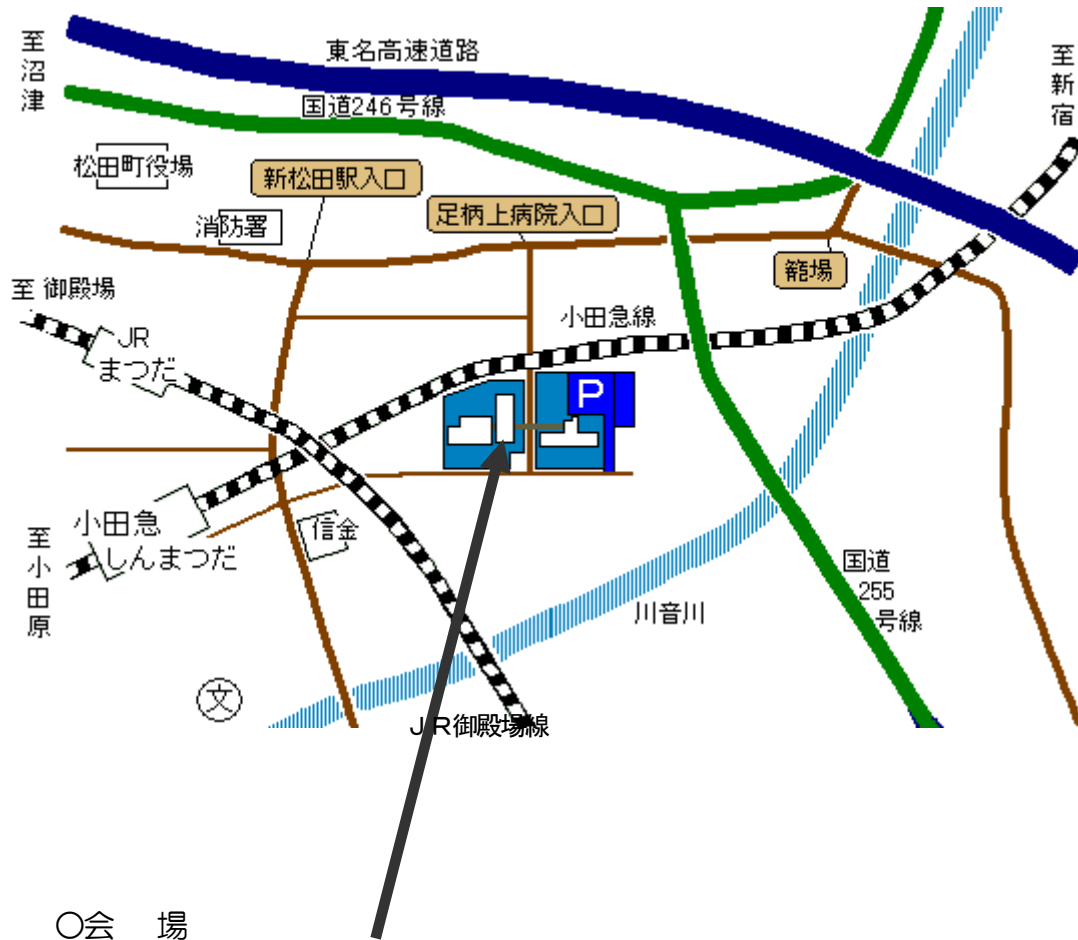 至沼津
東名高速道路
至新宿
国道246号線
松田町役場
新松田駅入口
足柄上病院入口
消防署
籠場
至 御殿場
小田急線
JR
まつだ
P
小田急
しんまつだ
信金
至小田原
国道
255
号線
川音川
文
JR御殿場線
○会　場